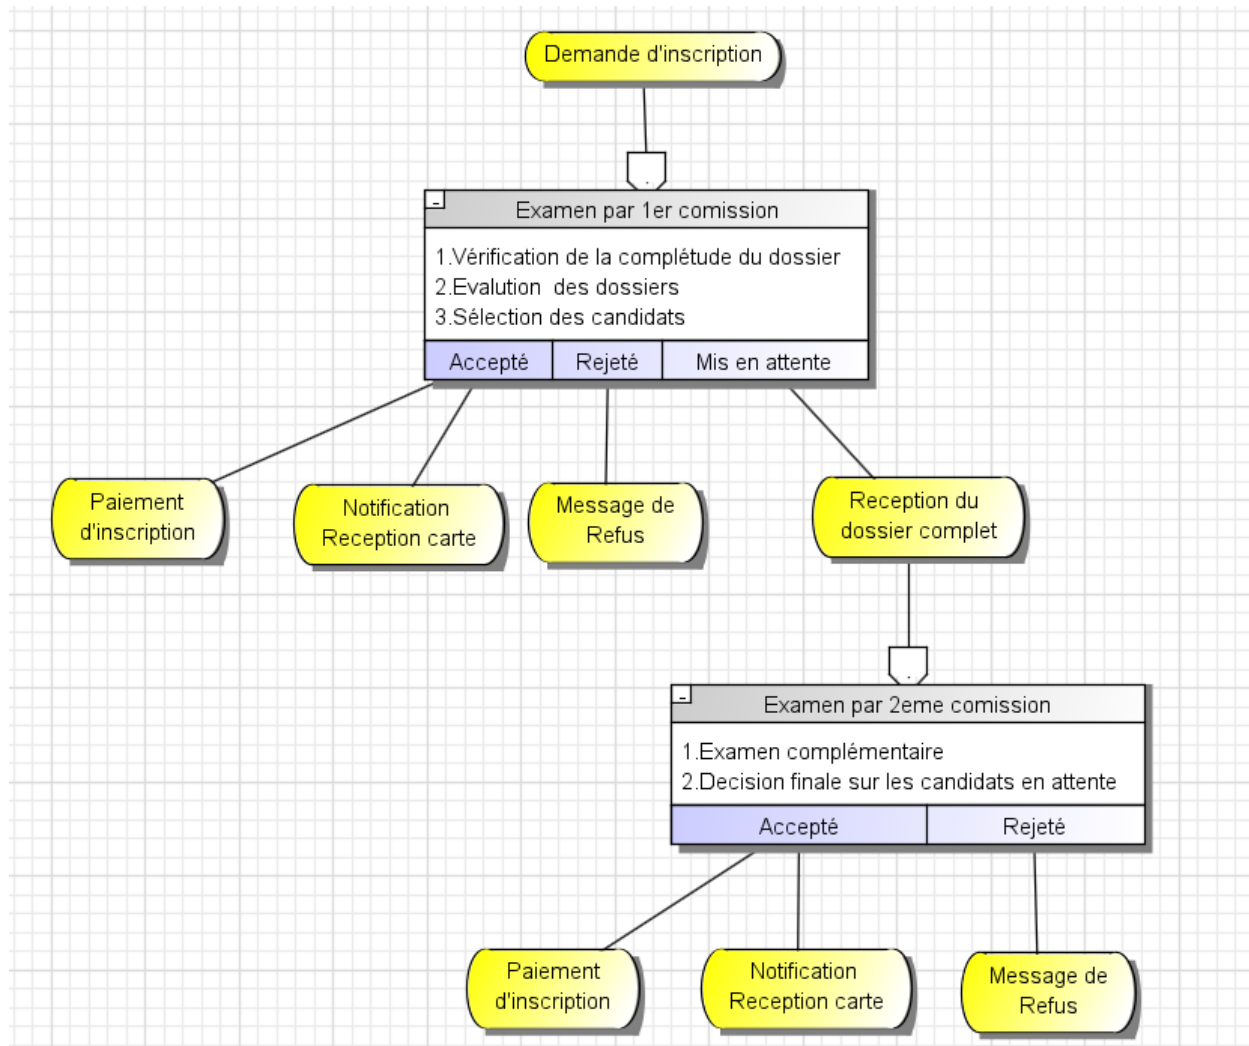 Demande d'inscription
Examen par 1er comission
1.Vérification de la complétude du dossier
2.Evalution des dossiers
3.Sélection des candidats
Accepté Rejeté Mis en attente
Paiement
d'inscription
Notification
Reception carte
Message de
Refus
Reception du
dossier complet
Examen par 2eme comission
1.Examen complémentaire
2.Decision finale sur les candidats en attente
Accepté Rejeté
Paiement
d'inscription
Notification
Reception carte
Message de
Refus